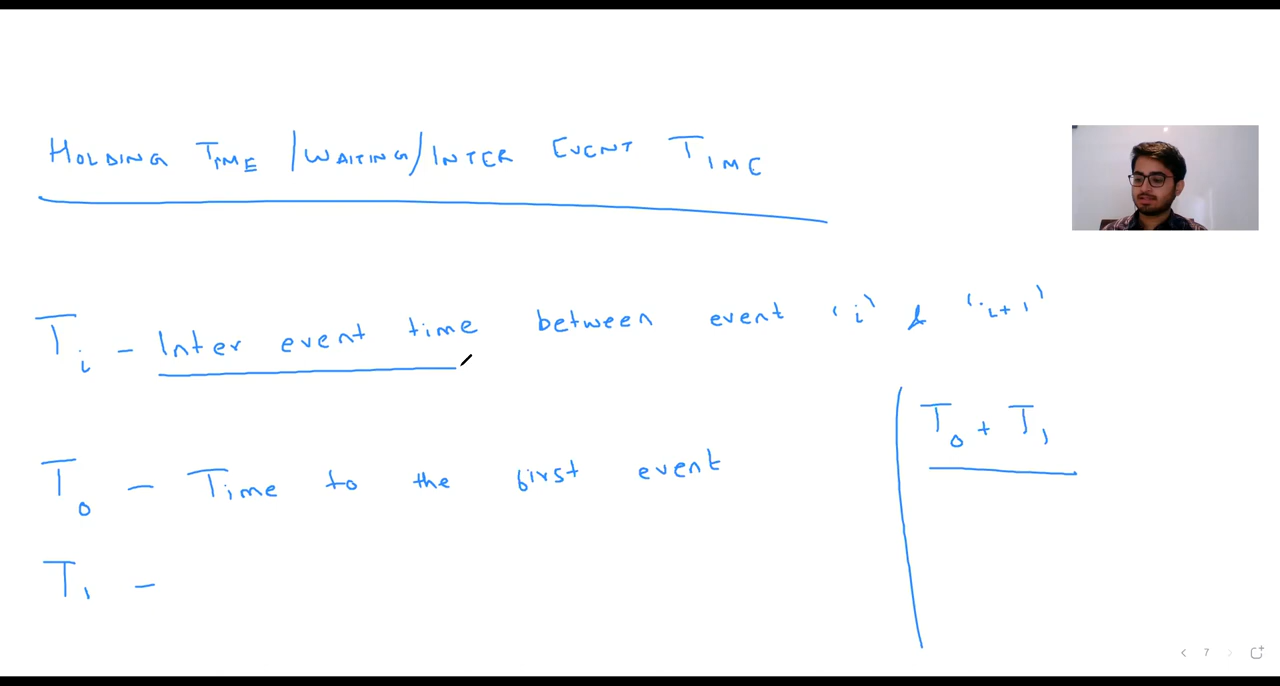 HOLDING TIME /WAITING/INTER EVENT TIME
Ti - Inter event time between event 'i' & 'i+1'
T0 + T1
T0 - Time to the first event
T1 -
7